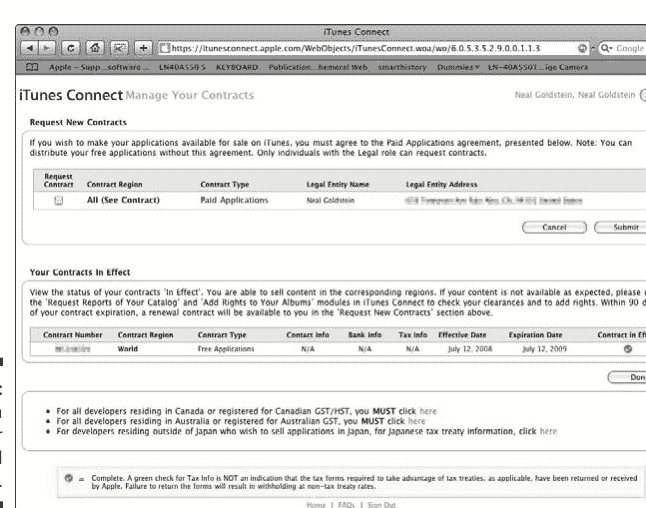 iTunes Connect
https://itunesconnect.apple.com/WebObjects/iTunesConnect.woa/wo/6.0.5.3.5.2.9.0.0.1.1.3
Google
Apple – Supp...software ... LN40A550 5 KEYBOARD Publication...hemeral Web smarthistory Dummies LN-40A550?...ige Camera
iTunes Connect Manage Your Contracts
Neal Goldstein, Neal Goldstein
Request New Contracts
If you wish to make your applications available for sale on iTunes, you must agree to the Paid Applications agreement, presented below. Note: You can
distribute your free applications without this agreement. Only individuals with the Legal role can request contracts.
Request
Contract Contract Region Contract Type Legal Entity Name Legal Entity Address
All (See Contract) Paid Applications Neal Goldstein
Cancel Submit
Your Contracts In Effect
View the status of your contracts 'In Effect'. You are able to sell content in the corresponding regions. If your content is not available as expected, please
the 'Request Reports of Your Catalog' and 'Add Rights to Your Albums' modules in iTunes Connect to check your clearances and to add rights. Within 90 d
of your contract expiration, a renewal contract will be available to you in the 'Request New Contracts' section above.
Contract Number Contract Region Contract Type Contact Info Bank Info Tax Info Effective Date Expiration Date Contract in Eff
World Free Applications N/A N/A N/A July 12, 2008 July 12, 2009
Don
• For all developers residing in Canada or registered for Canadian GST/HST, you MUST click here
• For all developers residing in Australia or registered for Australian GST, you MUST click here
• For developers residing outside of Japan who wish to sell applications in Japan, for Japanese tax treaty information, click here
= Complete. A green check for Tax Info is NOT an indication that the tax forms required to take advantage of tax treaties, as applicable, have been returned or received
by Apple. Failure to return the forms will result in withholding at non-tax treaty rates.
Home | FAQs | Sign Out